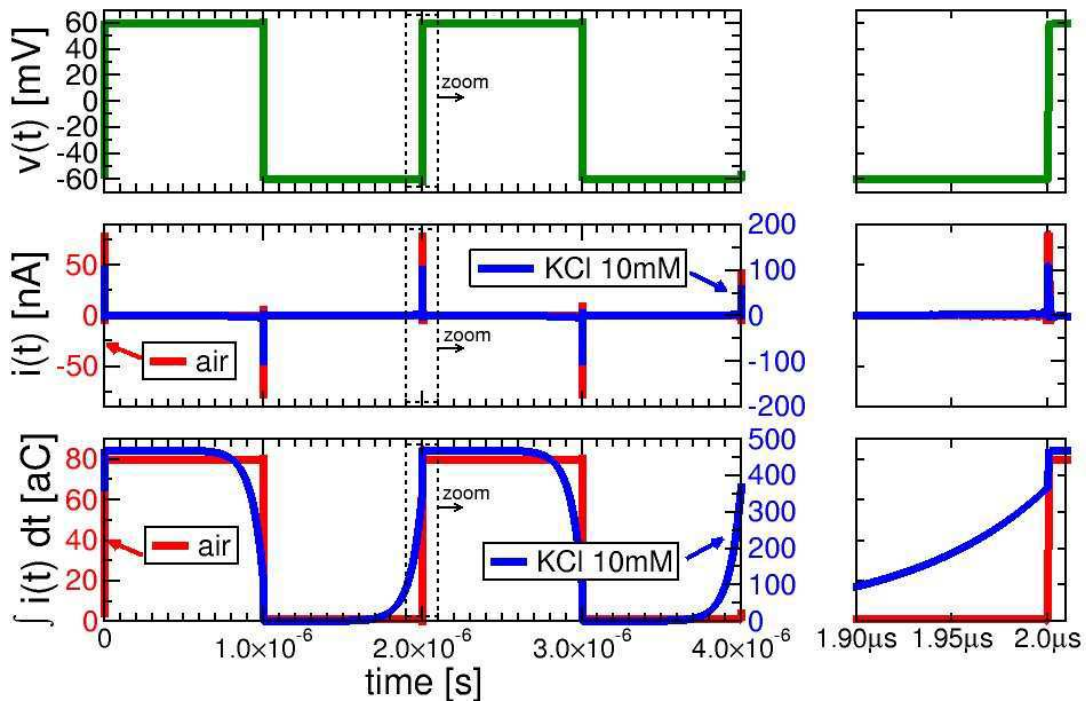 v(t) [mV]
60
40
20
0
-20
-40
-60
zoom
i(t) [nA]
50
0
-50
200
100
0
-100
-200
KCl 10mM
air
zoom
∫ i(t) dt [aC]
80
60
40
20
0
500
400
300
200
100
0
zoom
air
KCl 10mM
0 1.0×10⁻⁶ 2.0×10⁻⁶ 3.0×10⁻⁶ 4.0×10⁻⁶ 1.90µs 1.95µs 2.0µs
time [s]